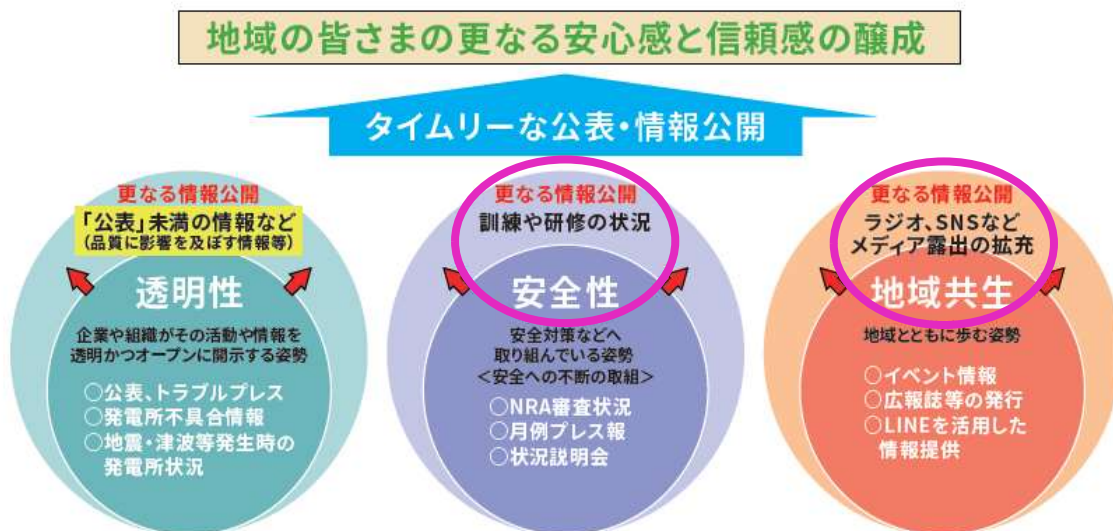 地域の皆さまの更なる安心感と信頼感の醸成
タイムリーな公表・情報公開
更なる情報公開
「公表」未満の情報など
(品質に影響を及ぼす情報等)
透明性
企業や組織がその活動や情報を
透明かつオープンに開示する姿勢
○公表、トラブルプレス
○発電所不具合情報
○地震・津波等発生時の
発電所状況
更なる情報公開
訓練や研修の状況
安全性
安全対策などへ
取り組んでいる姿勢
<安全への不断の取組>
○NRA審査状況
○月例プレス報
○状況説明会
更なる情報公開
ラジオ、SNSなど
メディア露出の拡充
地域共生
地域とともに歩む姿勢
○イベント情報
○広報誌等の発行
○LINEを活用した
情報提供